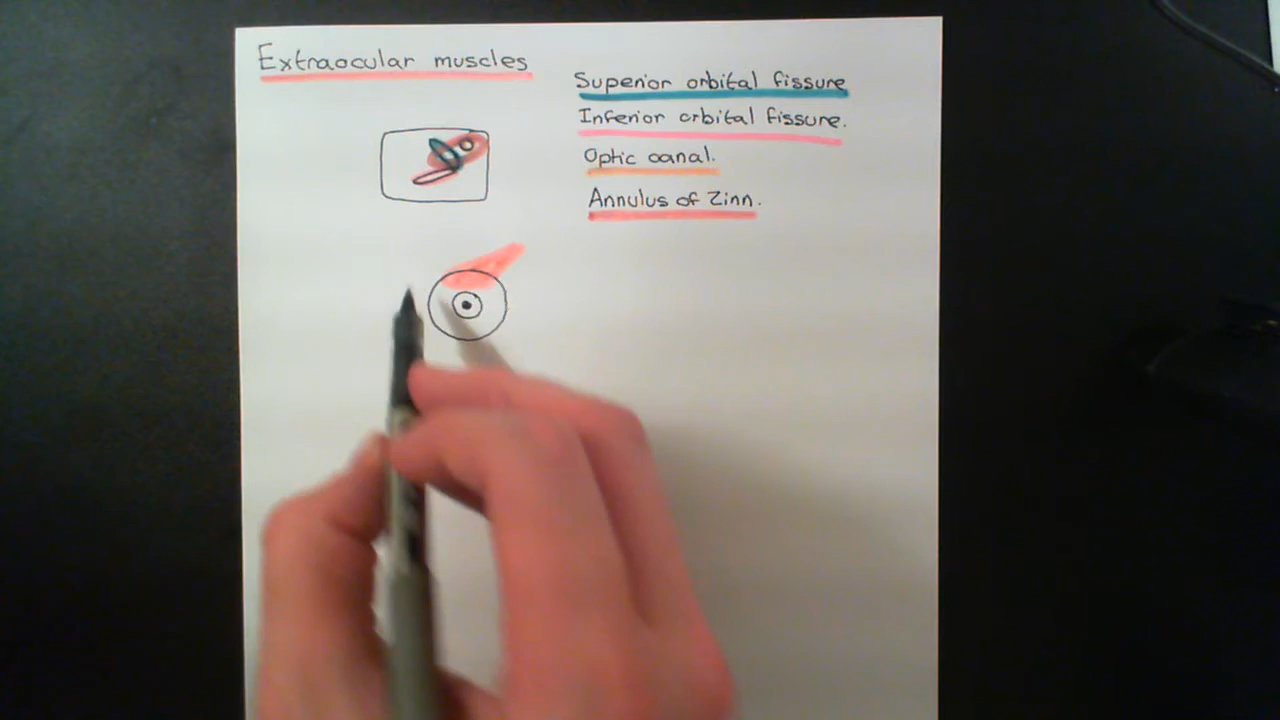 Extraocular muscles
Superior orbital fissure
Inferior orbital fissure.
Optic canal.
Annulus of Zinn.